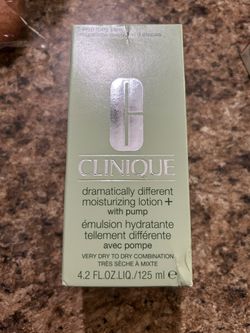 C
CLINIQUE
dramatically different
moisturizing lotion +
with pump
émulsion hydratante
tellement différente
avec pompe
VERY DRY TO DRY COMBINATION
TRÈS SÈCHE À MIXTE
4.2 FL.OZ.LIQ./125 ml e